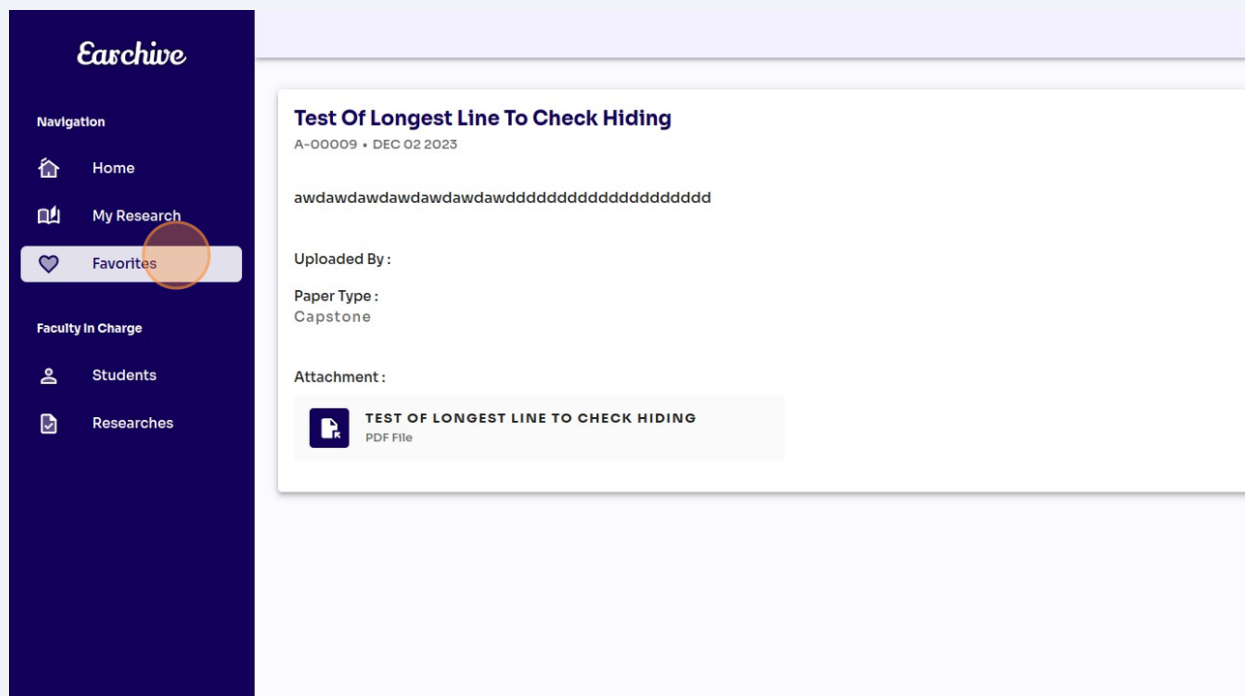 Earchive
Navigation
Home
My Research
Favorites
Faculty In Charge
Students
Researches
Test Of Longest Line To Check Hiding
A-00009 • DEC 02 2023
awdawdawdawdawdawdawddddddddddddddddddd
Uploaded By :
Paper Type :
Capstone
Attachment :
TEST OF LONGEST LINE TO CHECK HIDING
PDF File